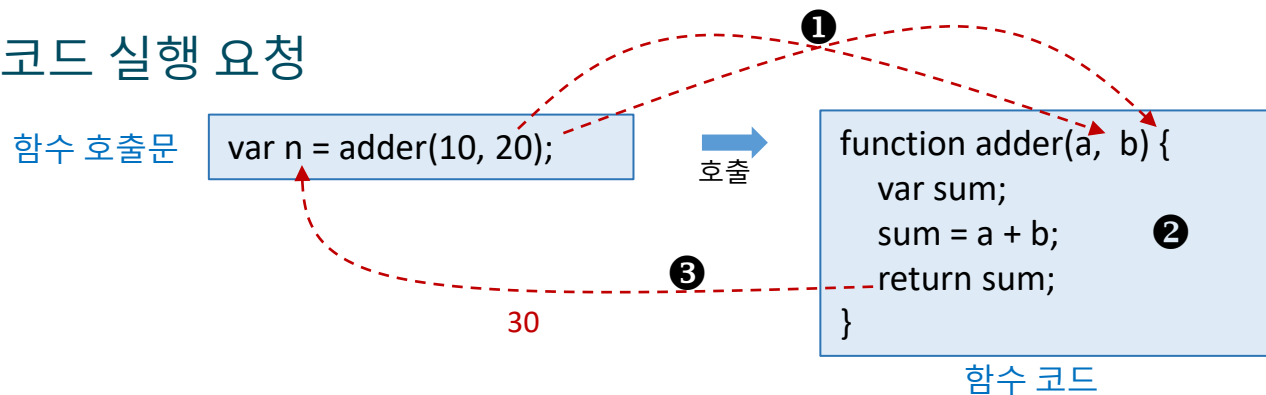 코드 실행 요청
❶
함수 호출문
var n = adder(10, 20);
호출
function adder(a, b) {
var sum;
sum = a + b;
❷
return sum;
}
❸
30
함수 코드